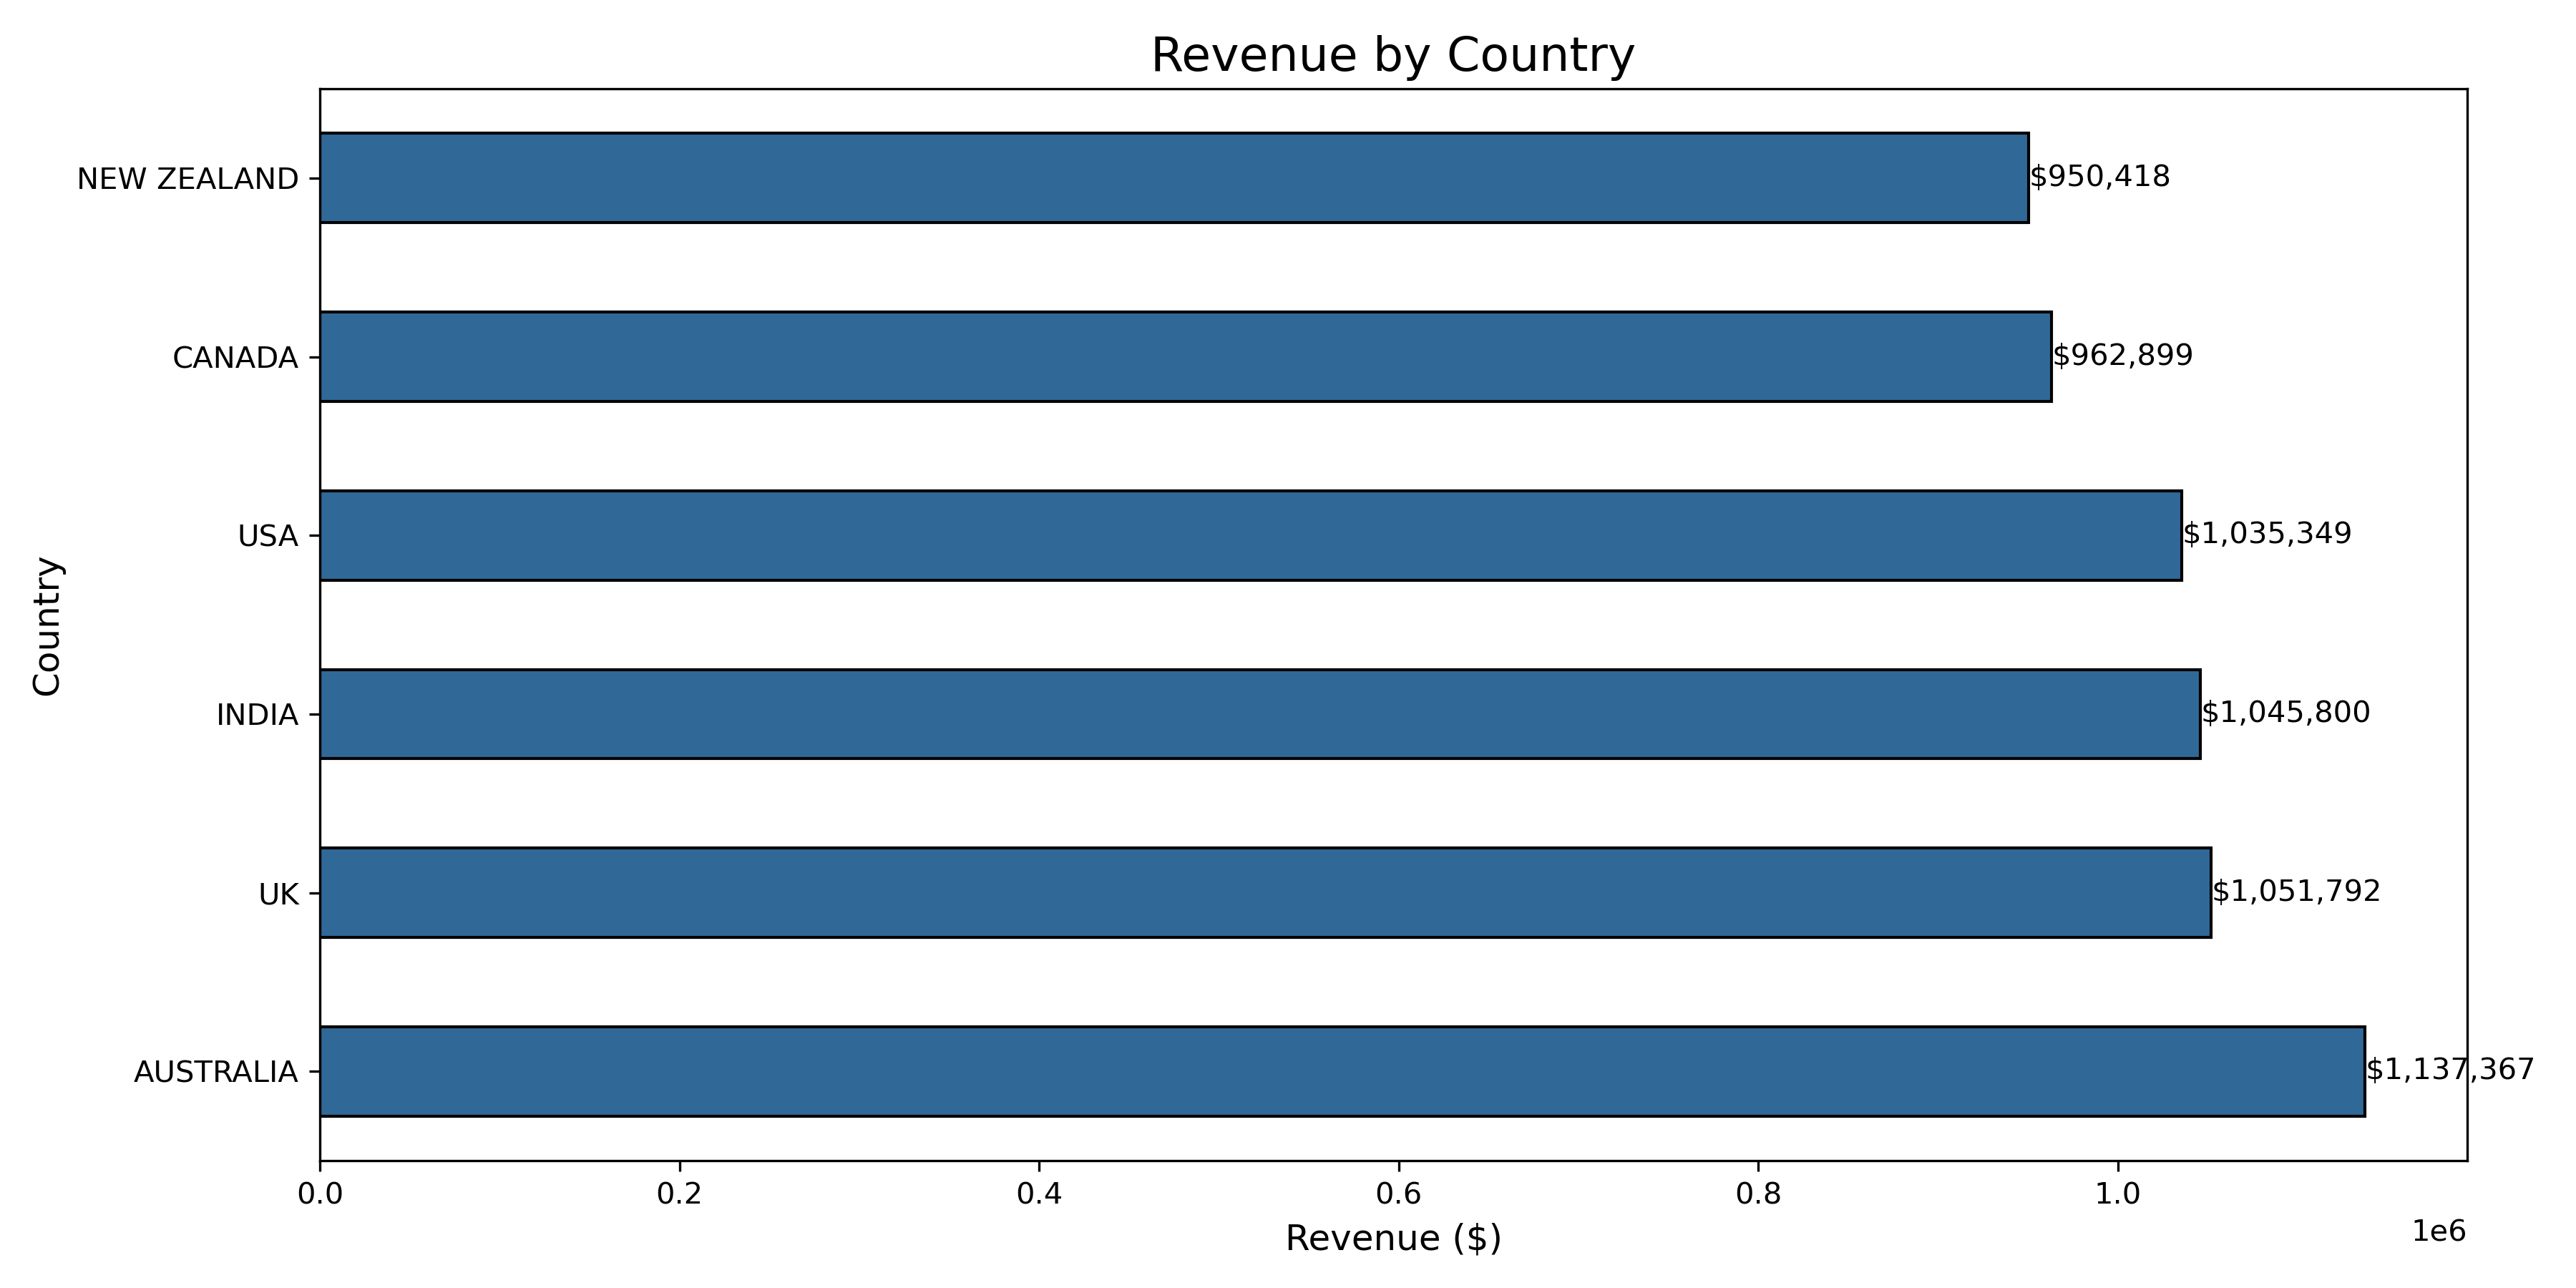 Revenue by Country
NEW ZEALAND
$950,418
CANADA
$962,899
USA
$1,035,349
INDIA
$1,045,800
UK
$1,051,792
AUSTRALIA
$1,137,367
Country
0.0 0.2 0.4 0.6 0.8 1.0
1e6
Revenue ($)